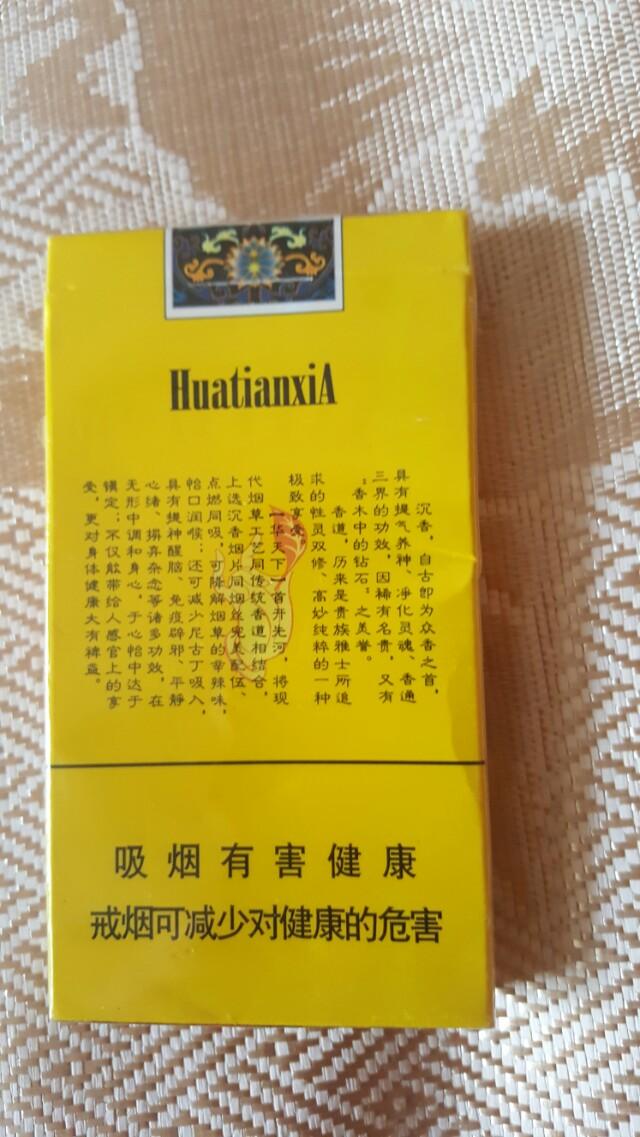 HuatianxiA
沉香，自古即为众香之首，
具有提气养神、净化灵魂、香通
三界的功效，因稀有名贵，又有
“香木中的钻石”之美誉。
香道，历来是贵族雅士所追
求的性灵双修、高妙纯粹的一种
极致享受
一华天下一首开先河，将现
代烟草工艺同传统香道相结合，
上选沉香烟片同烟丝完美配伍、
点燃同吸，可降解烟草的辛辣味，
怡口润喉；还可减少尼古丁吸入，
具有提神醒脑、免疫辟邪、平静
心绪、摒弃杂念等诸多功效，在
无形中调和身心，于心怡中达于
镇定；不仅能带给人感官上的享
受，更对身体健康大有裨益。
吸烟有害健康
戒烟可减少对健康的危害